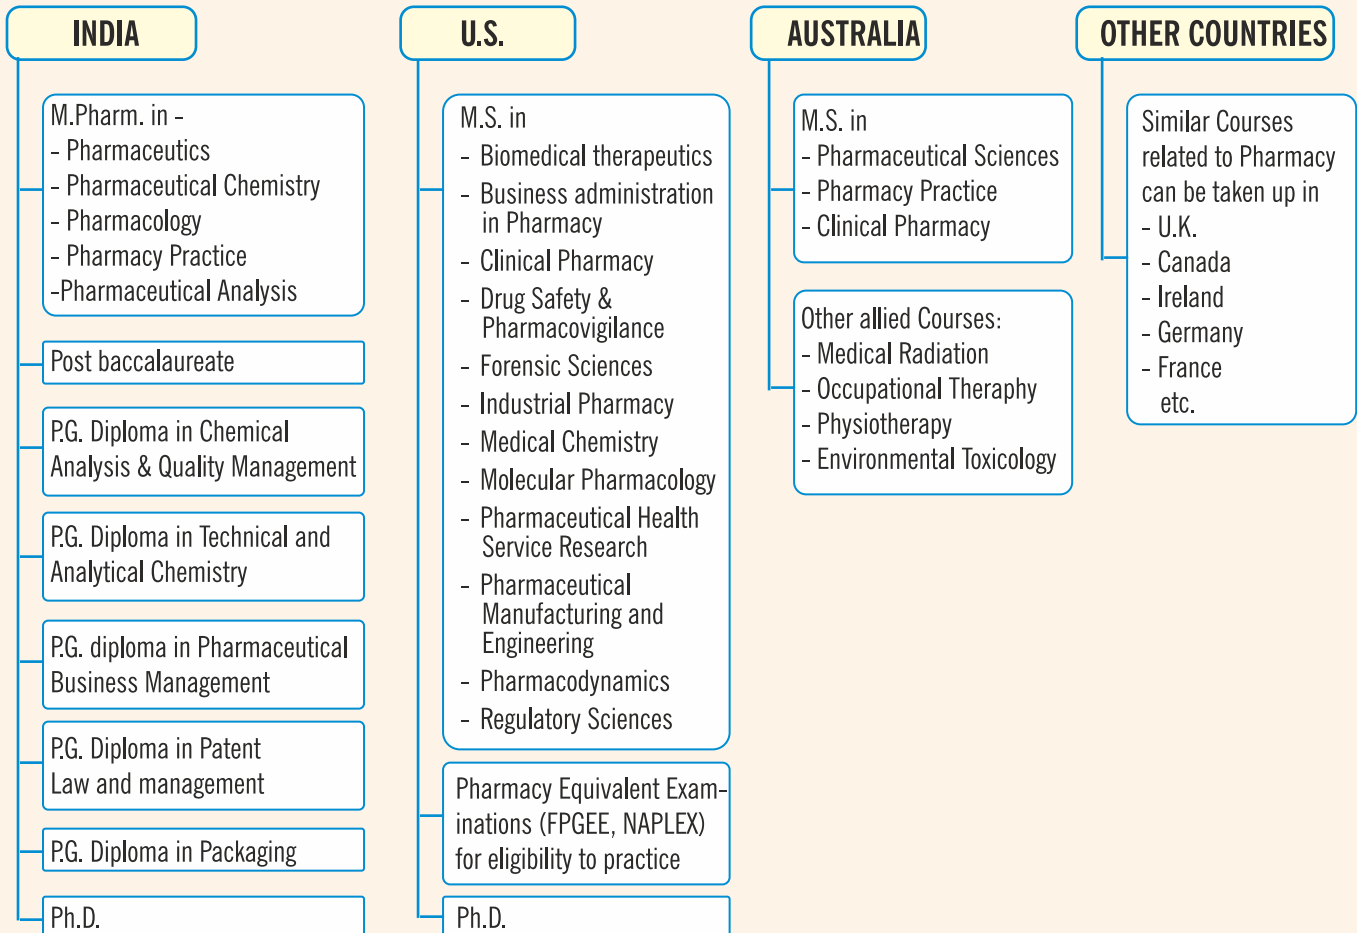 INDIA
M.Pharm. in -
- Pharmaceutics
- Pharmaceutical Chemistry
- Pharmacology
- Pharmacy Practice
-Pharmaceutical Analysis
Post baccalaureate
P.G. Diploma in Chemical
Analysis & Quality Management
P.G. Diploma in Technical and
Analytical Chemistry
P.G. diploma in Pharmaceutical
Business Management
P.G. Diploma in Patent
Law and management
P.G. Diploma in Packaging
Ph.D.
U.S.
M.S. in
- Biomedical therapeutics
- Business administration
in Pharmacy
- Clinical Pharmacy
- Drug Safety &
Pharmacovigilance
- Forensic Sciences
- Industrial Pharmacy
- Medical Chemistry
- Molecular Pharmacology
- Pharmaceutical Health
Service Research
- Pharmaceutical
Manufacturing and
Engineering
- Pharmacodynamics
- Regulatory Sciences
Pharmacy Equivalent Exam-
inations (FPGEE, NAPLEX)
for eligibility to practice
Ph.D.
AUSTRALIA
M.S. in
- Pharmaceutical Sciences
- Pharmacy Practice
- Clinical Pharmacy
Other allied Courses:
- Medical Radiation
- Occupational Theraphy
- Physiotherapy
- Environmental Toxicology
OTHER COUNTRIES
Similar Courses
related to Pharmacy
can be taken up in
- U.K.
- Canada
- Ireland
- Germany
- France
etc.